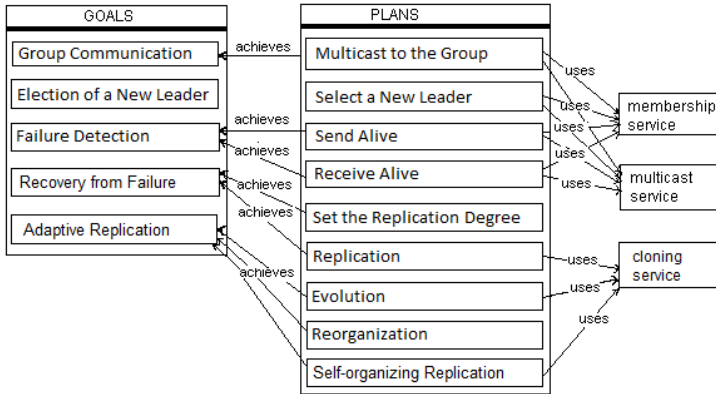 GOALS
Group Communication
Election of a New Leader
Failure Detection
Recovery from Failure
Adaptive Replication
achieves
achieves
achieves
achieves
achieves
achieves
PLANS
Multicast to the Group
Select a New Leader
Send Alive
Receive Alive
Set the Replication Degree
Replication
Evolution
Reorganization
Self-organizing Replication
uses
uses
uses
uses
uses
uses
uses
uses
membership
service
multicast
service
cloning
service